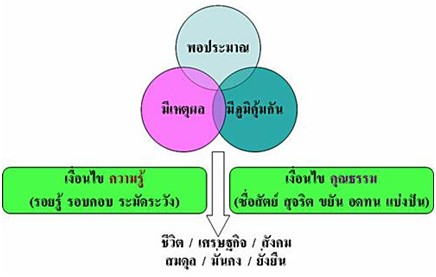 พอประมาณ
มีเหตุผล
มีภูมิคุ้มกัน
เงื่อนไข ความรู้
(รอบรู้ รอบคอบ ระมัดระวัง)
เงื่อนไข คุณธรรม
(ซื่อสัตย์ สุจริต ขยัน อดทน แบ่งปัน)
ชีวิต / เศรษฐกิจ / สังคม
สมดุล / มั่นคง / ยั่งยืน